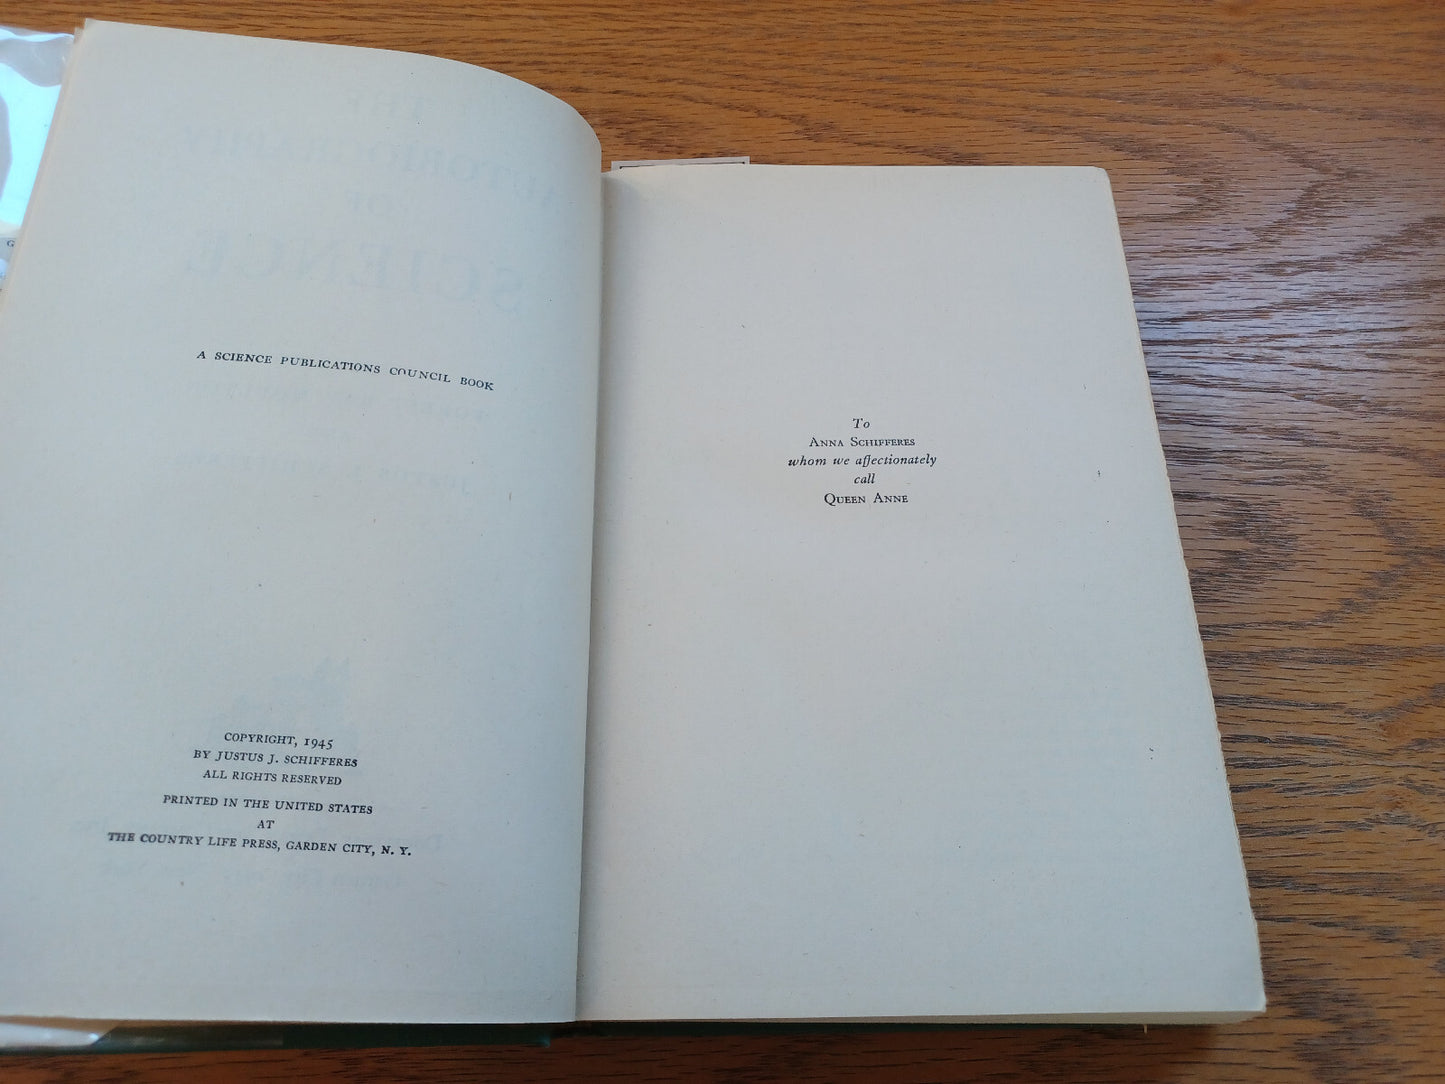 A SCIENCE PUBLICATIONS COUNCIL BOOK
COPYRIGHT, 1945
BY JUSTUS J. SCHIFFERES
ALL RIGHTS RESERVED
PRINTED IN THE UNITED STATES
AT
THE COUNTRY LIFE PRESS, GARDEN CITY, N. Y.
To
ANNA SCHIFFERES
whom we affectionately
call
QUEEN ANNE